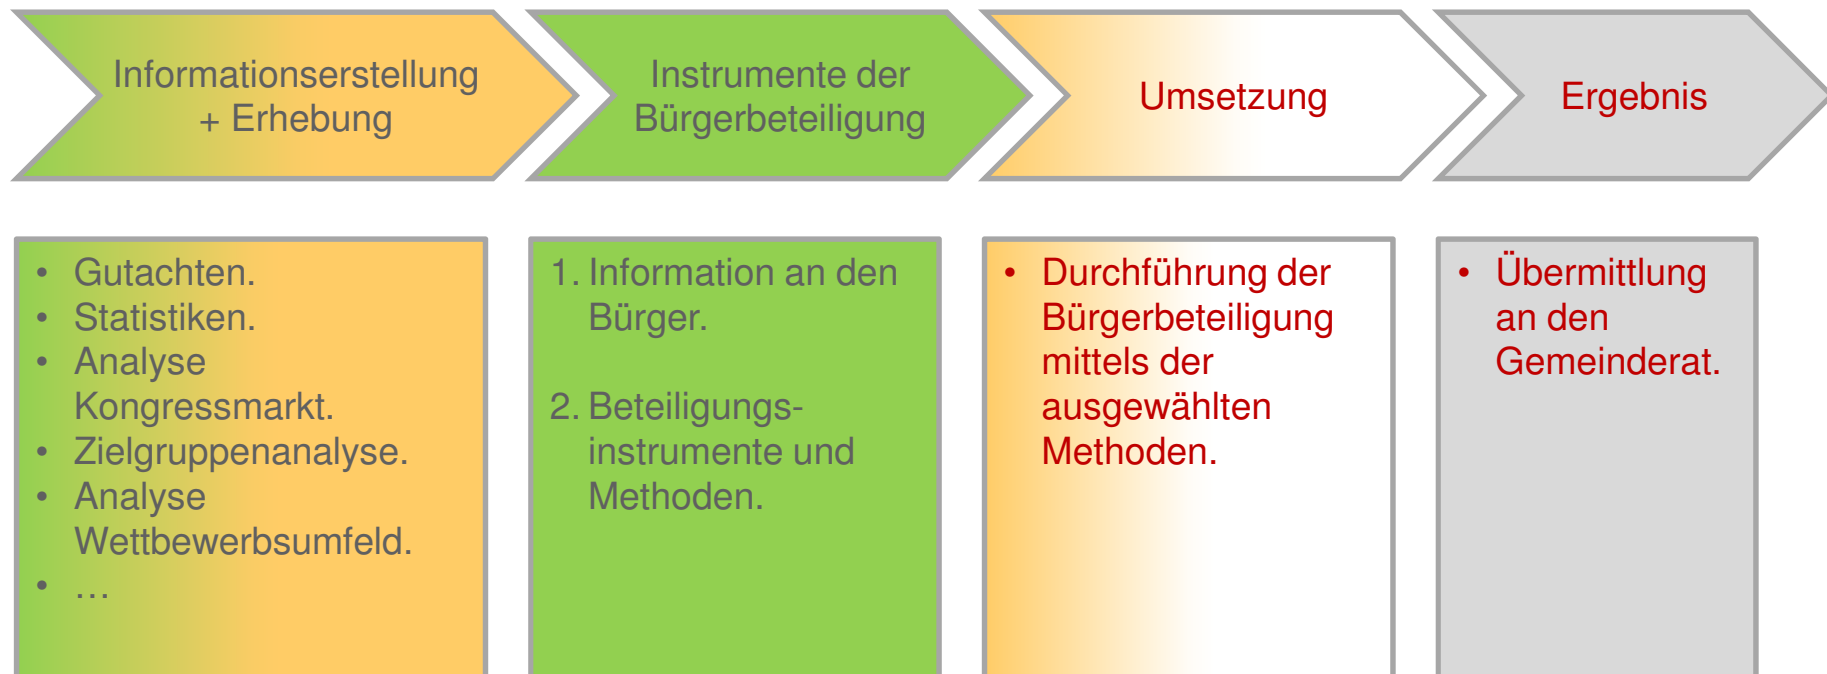 Informationserstellung
+ Erhebung
Instrumente der
Bürgerbeteiligung
Umsetzung
Ergebnis
• Gutachten.
• Statistiken.
• Analyse
Kongressmarkt.
• Zielgruppenanalyse.
• Analyse
Wettbewerbsumfeld.
• …
1. Information an den
Bürger.
2. Beteiligungs-
instrumente und
Methoden.
• Durchführung der
Bürgerbeteiligung
mittels der
ausgewählten
Methoden.
• Übermittlung
an den
Gemeinderat.